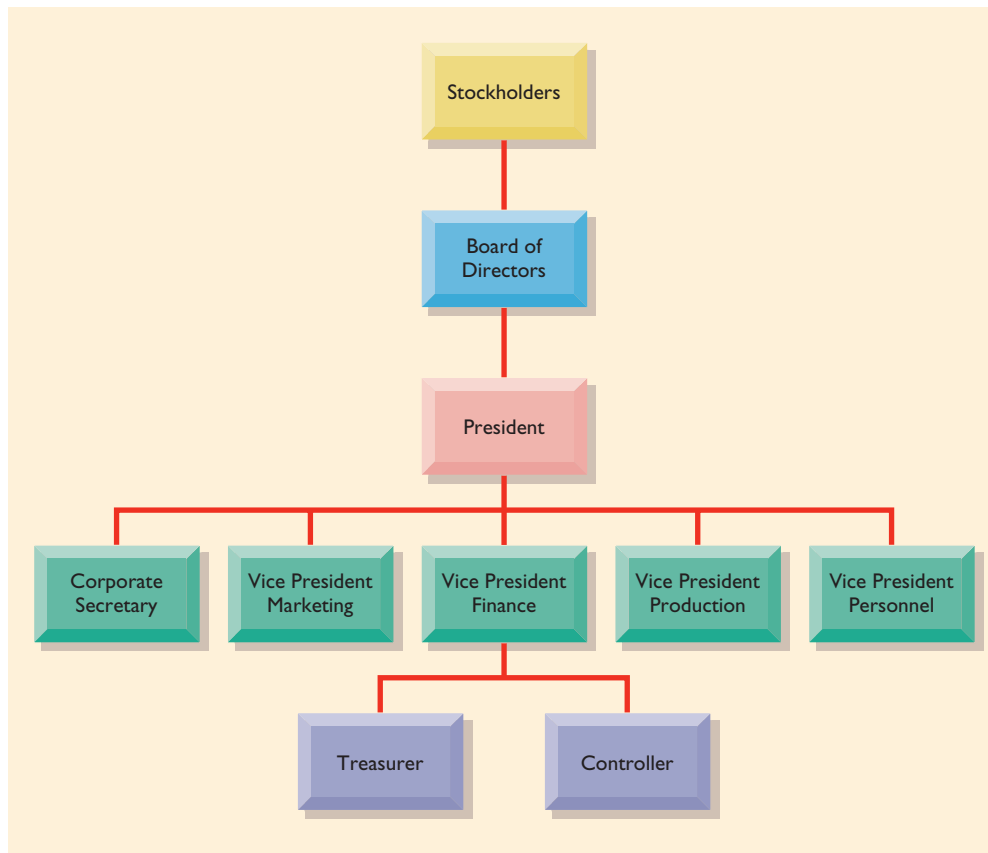 Stockholders
Board of
Directors
President
Corporate
Secretary
Vice President
Marketing
Vice President
Finance
Vice President
Production
Vice President
Personnel
Treasurer
Controller